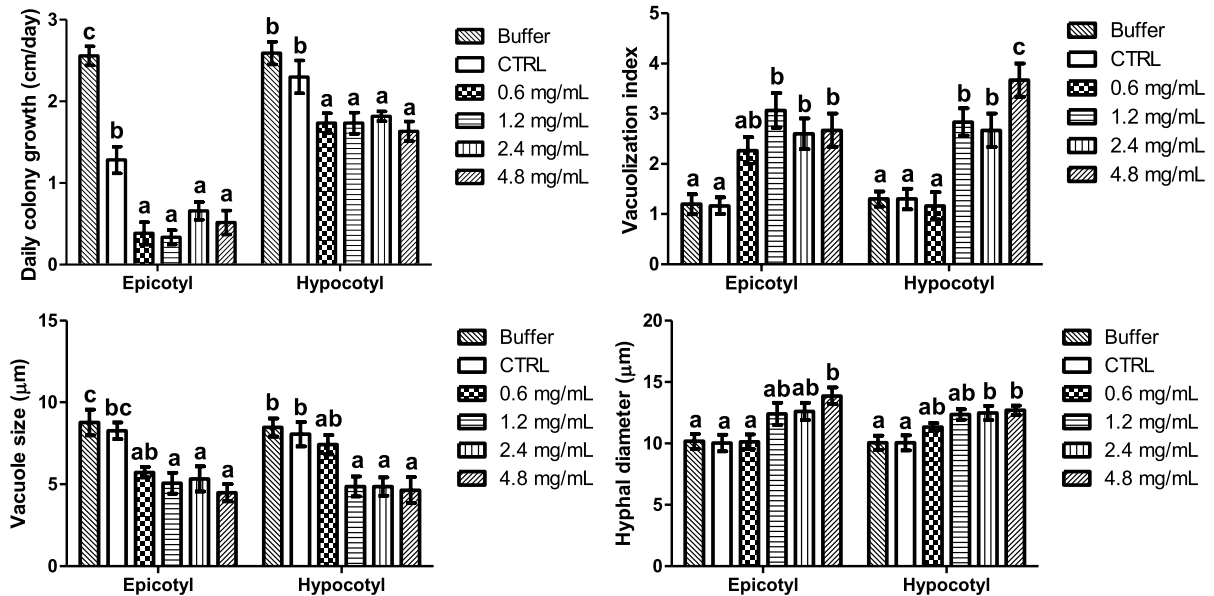 Daily colony growth (cm/day)
3
2
1
0
c
b
a
a
a
a
b
b
a
a
a
a
Epicotyl
Hypocotyl
Buffer
CTRL
0.6 mg/mL
1.2 mg/mL
2.4 mg/mL
4.8 mg/mL
Vacuolization index
5
4
3
2
1
0
a
a
ab
b
b
b
a
a
a
b
b
c
Epicotyl
Hypocotyl
Buffer
CTRL
0.6 mg/mL
1.2 mg/mL
2.4 mg/mL
4.8 mg/mL
Vacuole size (μm)
15
10
5
0
c
bc
ab
a
a
a
b
b
ab
a
a
a
Epicotyl
Hypocotyl
Buffer
CTRL
0.6 mg/mL
1.2 mg/mL
2.4 mg/mL
4.8 mg/mL
Hyphal diameter (μm)
20
15
10
5
0
a
a
a
ab
ab
b
a
a
ab
ab
b
b
Epicotyl
Hypocotyl
Buffer
CTRL
0.6 mg/mL
1.2 mg/mL
2.4 mg/mL
4.8 mg/mL